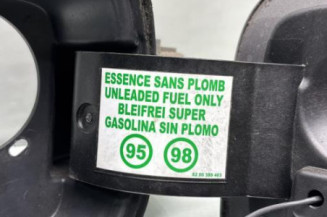 ESSENCE SANS PLOMB
UNLEADED FUEL ONLY
BLEIFREI SUPER
GASOLINA SIN PLOMO
95 98